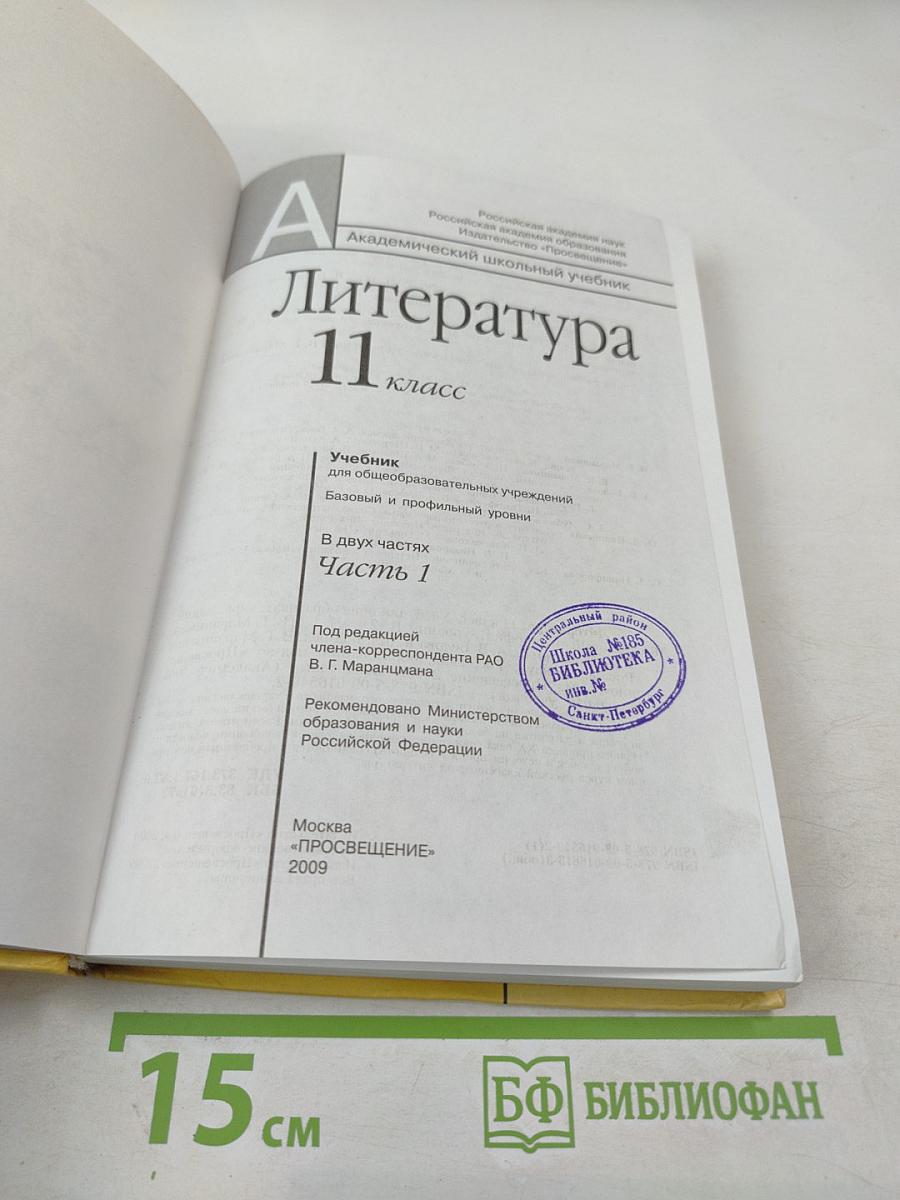 А
Российская академия наук
Российская академия образования
Издательство «Просвещение»
Академический школьный учебник
Литература
11 класс
Учебник
для общеобразовательных учреждений
Базовый и профильный уровни
В двух частях
Часть 1
Под редакцией
члена-корреспондента РАО
В. Г. Маранцмана
Рекомендовано Министерством
образования и науки
Российской Федерации
Центральный район
Школа №185
БИБЛИОТЕКА
инв.№
Санкт-Петербург
Москва
«ПРОСВЕЩЕНИЕ»
2009
15 см
БФ БИБЛИОФАН